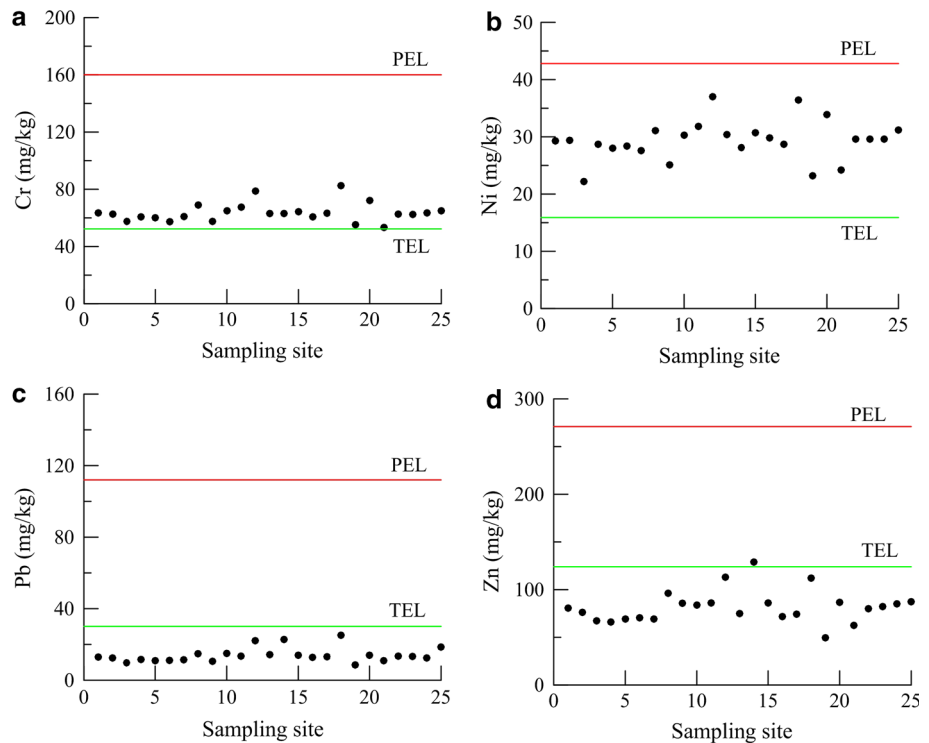 a
200
160
120
80
40
0
Cr (mg/kg)
PEL
TEL
0 5 10 15 20 25
Sampling site
b
50
40
30
20
10
0
Ni (mg/kg)
PEL
TEL
0 5 10 15 20 25
Sampling site
c
160
120
80
40
0
Pb (mg/kg)
PEL
TEL
0 5 10 15 20 25
Sampling site
d
300
200
100
0
Zn (mg/kg)
PEL
TEL
0 5 10 15 20 25
Sampling site